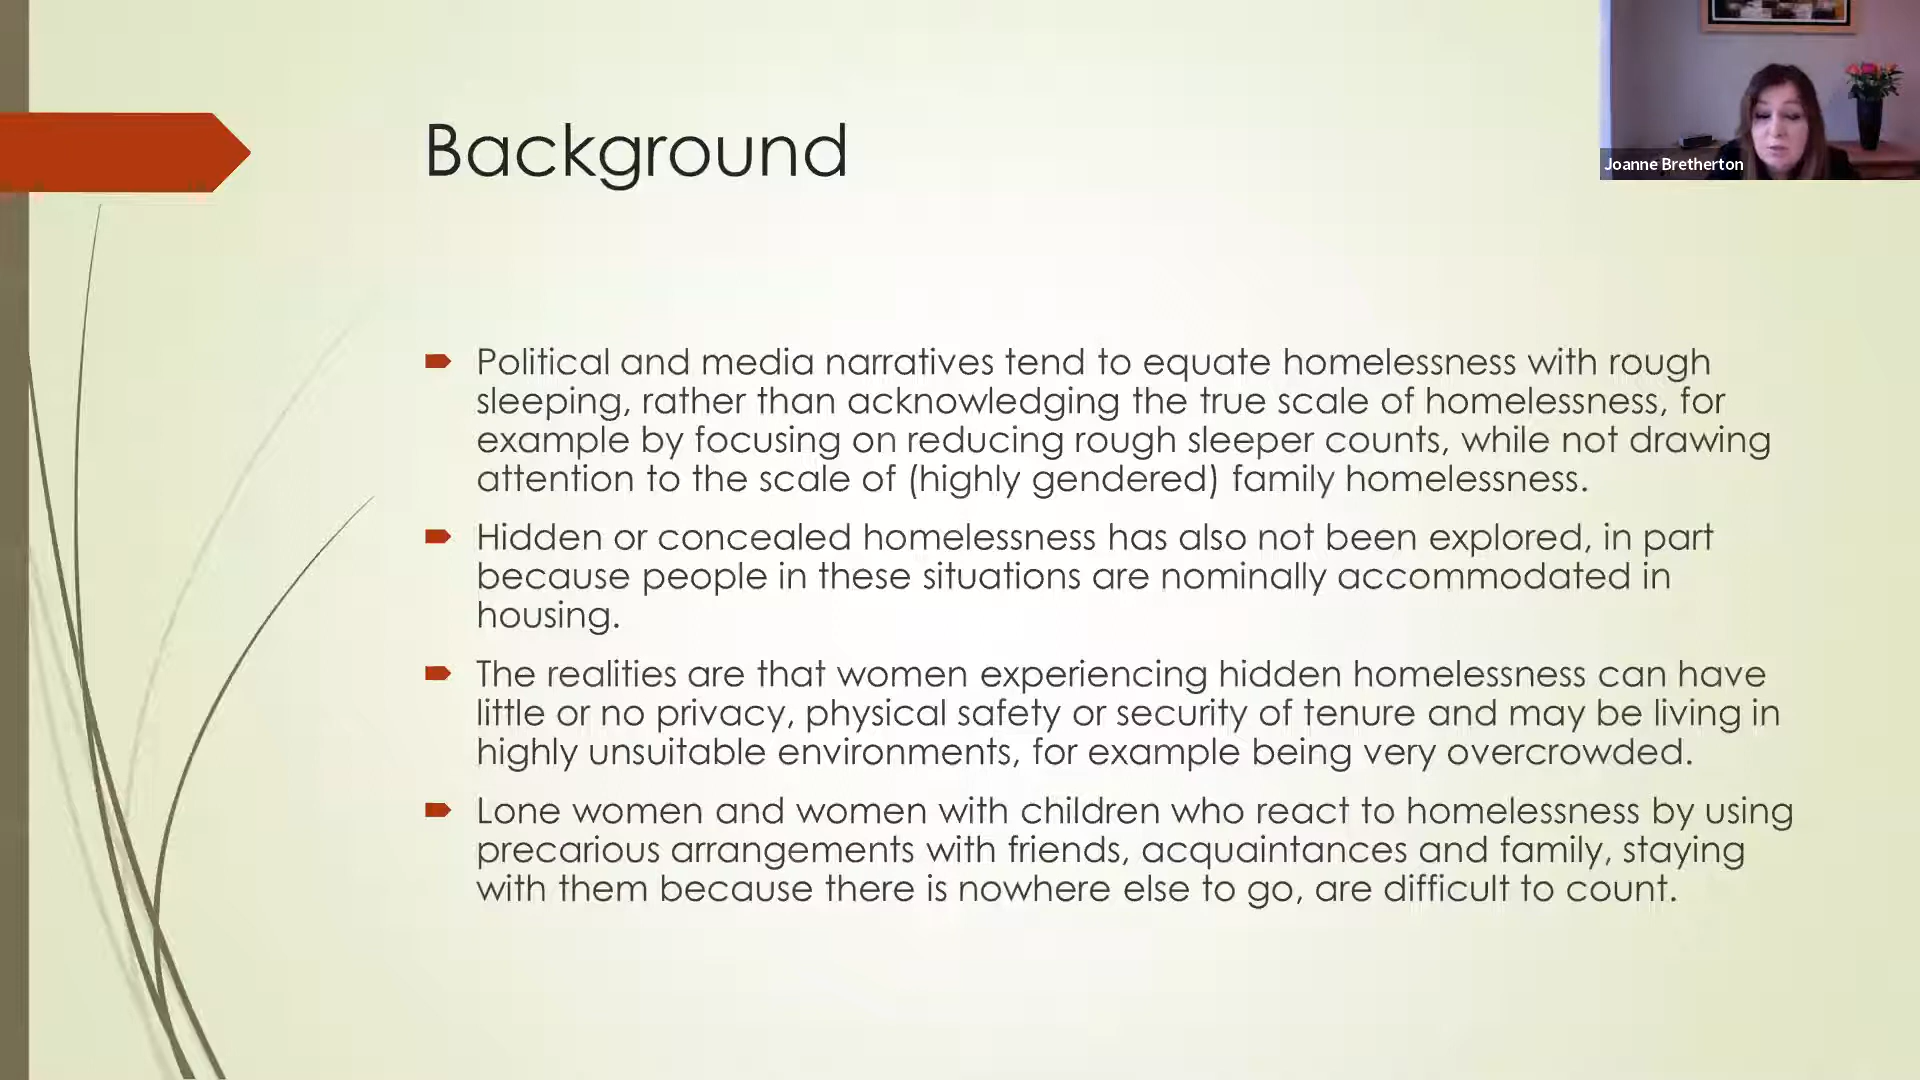 Background
Joanne Bretherton
Political and media narratives tend to equate homelessness with rough
sleeping, rather than acknowledging the true scale of homelessness, for
example by focusing on reducing rough sleeper counts, while not drawing
attention to the scale of (highly gendered) family homelessness.
Hidden or concealed homelessness has also not been explored, in part
because people in these situations are nominally accommodated in
housing.
The realities are that women experiencing hidden homelessness can have
little or no privacy, physical safety or security of tenure and may be living in
highly unsuitable environments, for example being very overcrowded.
Lone women and women with children who react to homelessness by using
precarious arrangements with friends, acquaintances and family, staying
with them because there is nowhere else to go, are difficult to count.